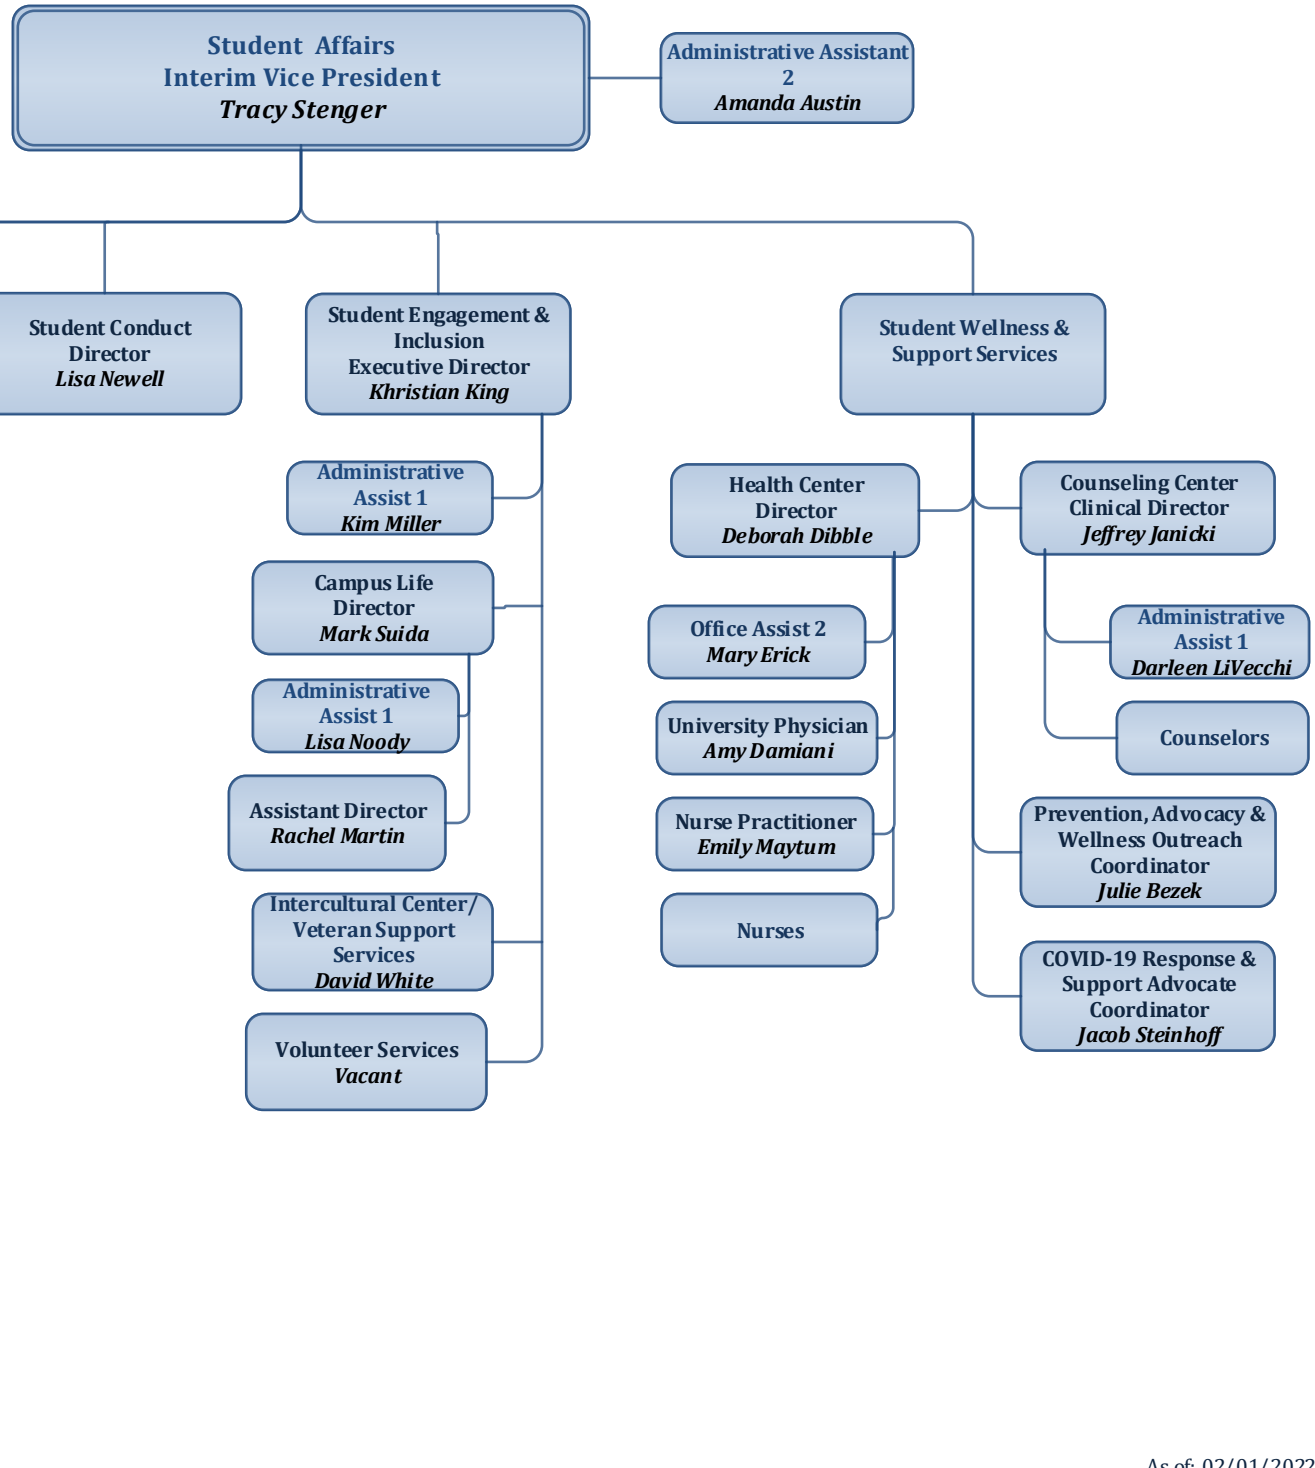 Student Affairs
Interim Vice President
Tracy Stenger
Administrative Assistant
2
Amanda Austin
Student Conduct
Director
Lisa Newell
Student Engagement &
Inclusion
Executive Director
Khristian King
Student Wellness &
Support Services
Administrative
Assist 1
Kim Miller
Campus Life
Director
Mark Suida
Administrative
Assist 1
Lisa Noody
Assistant Director
Rachel Martin
Intercultural Center/
Veteran Support
Services
David White
Volunteer Services
Vacant
Health Center
Director
Deborah Dibble
Office Assist 2
Mary Erick
University Physician
Amy Damiani
Nurse Practitioner
Emily Maytum
Nurses
Counseling Center
Clinical Director
Jeffrey Janicki
Administrative
Assist 1
Darleen LiVecchi
Counselors
Prevention, Advocacy &
Wellness Outreach
Coordinator
Julie Bezek
COVID-19 Response &
Support Advocate
Coordinator
Jacob Steinhoff
As of: 02/01/2022